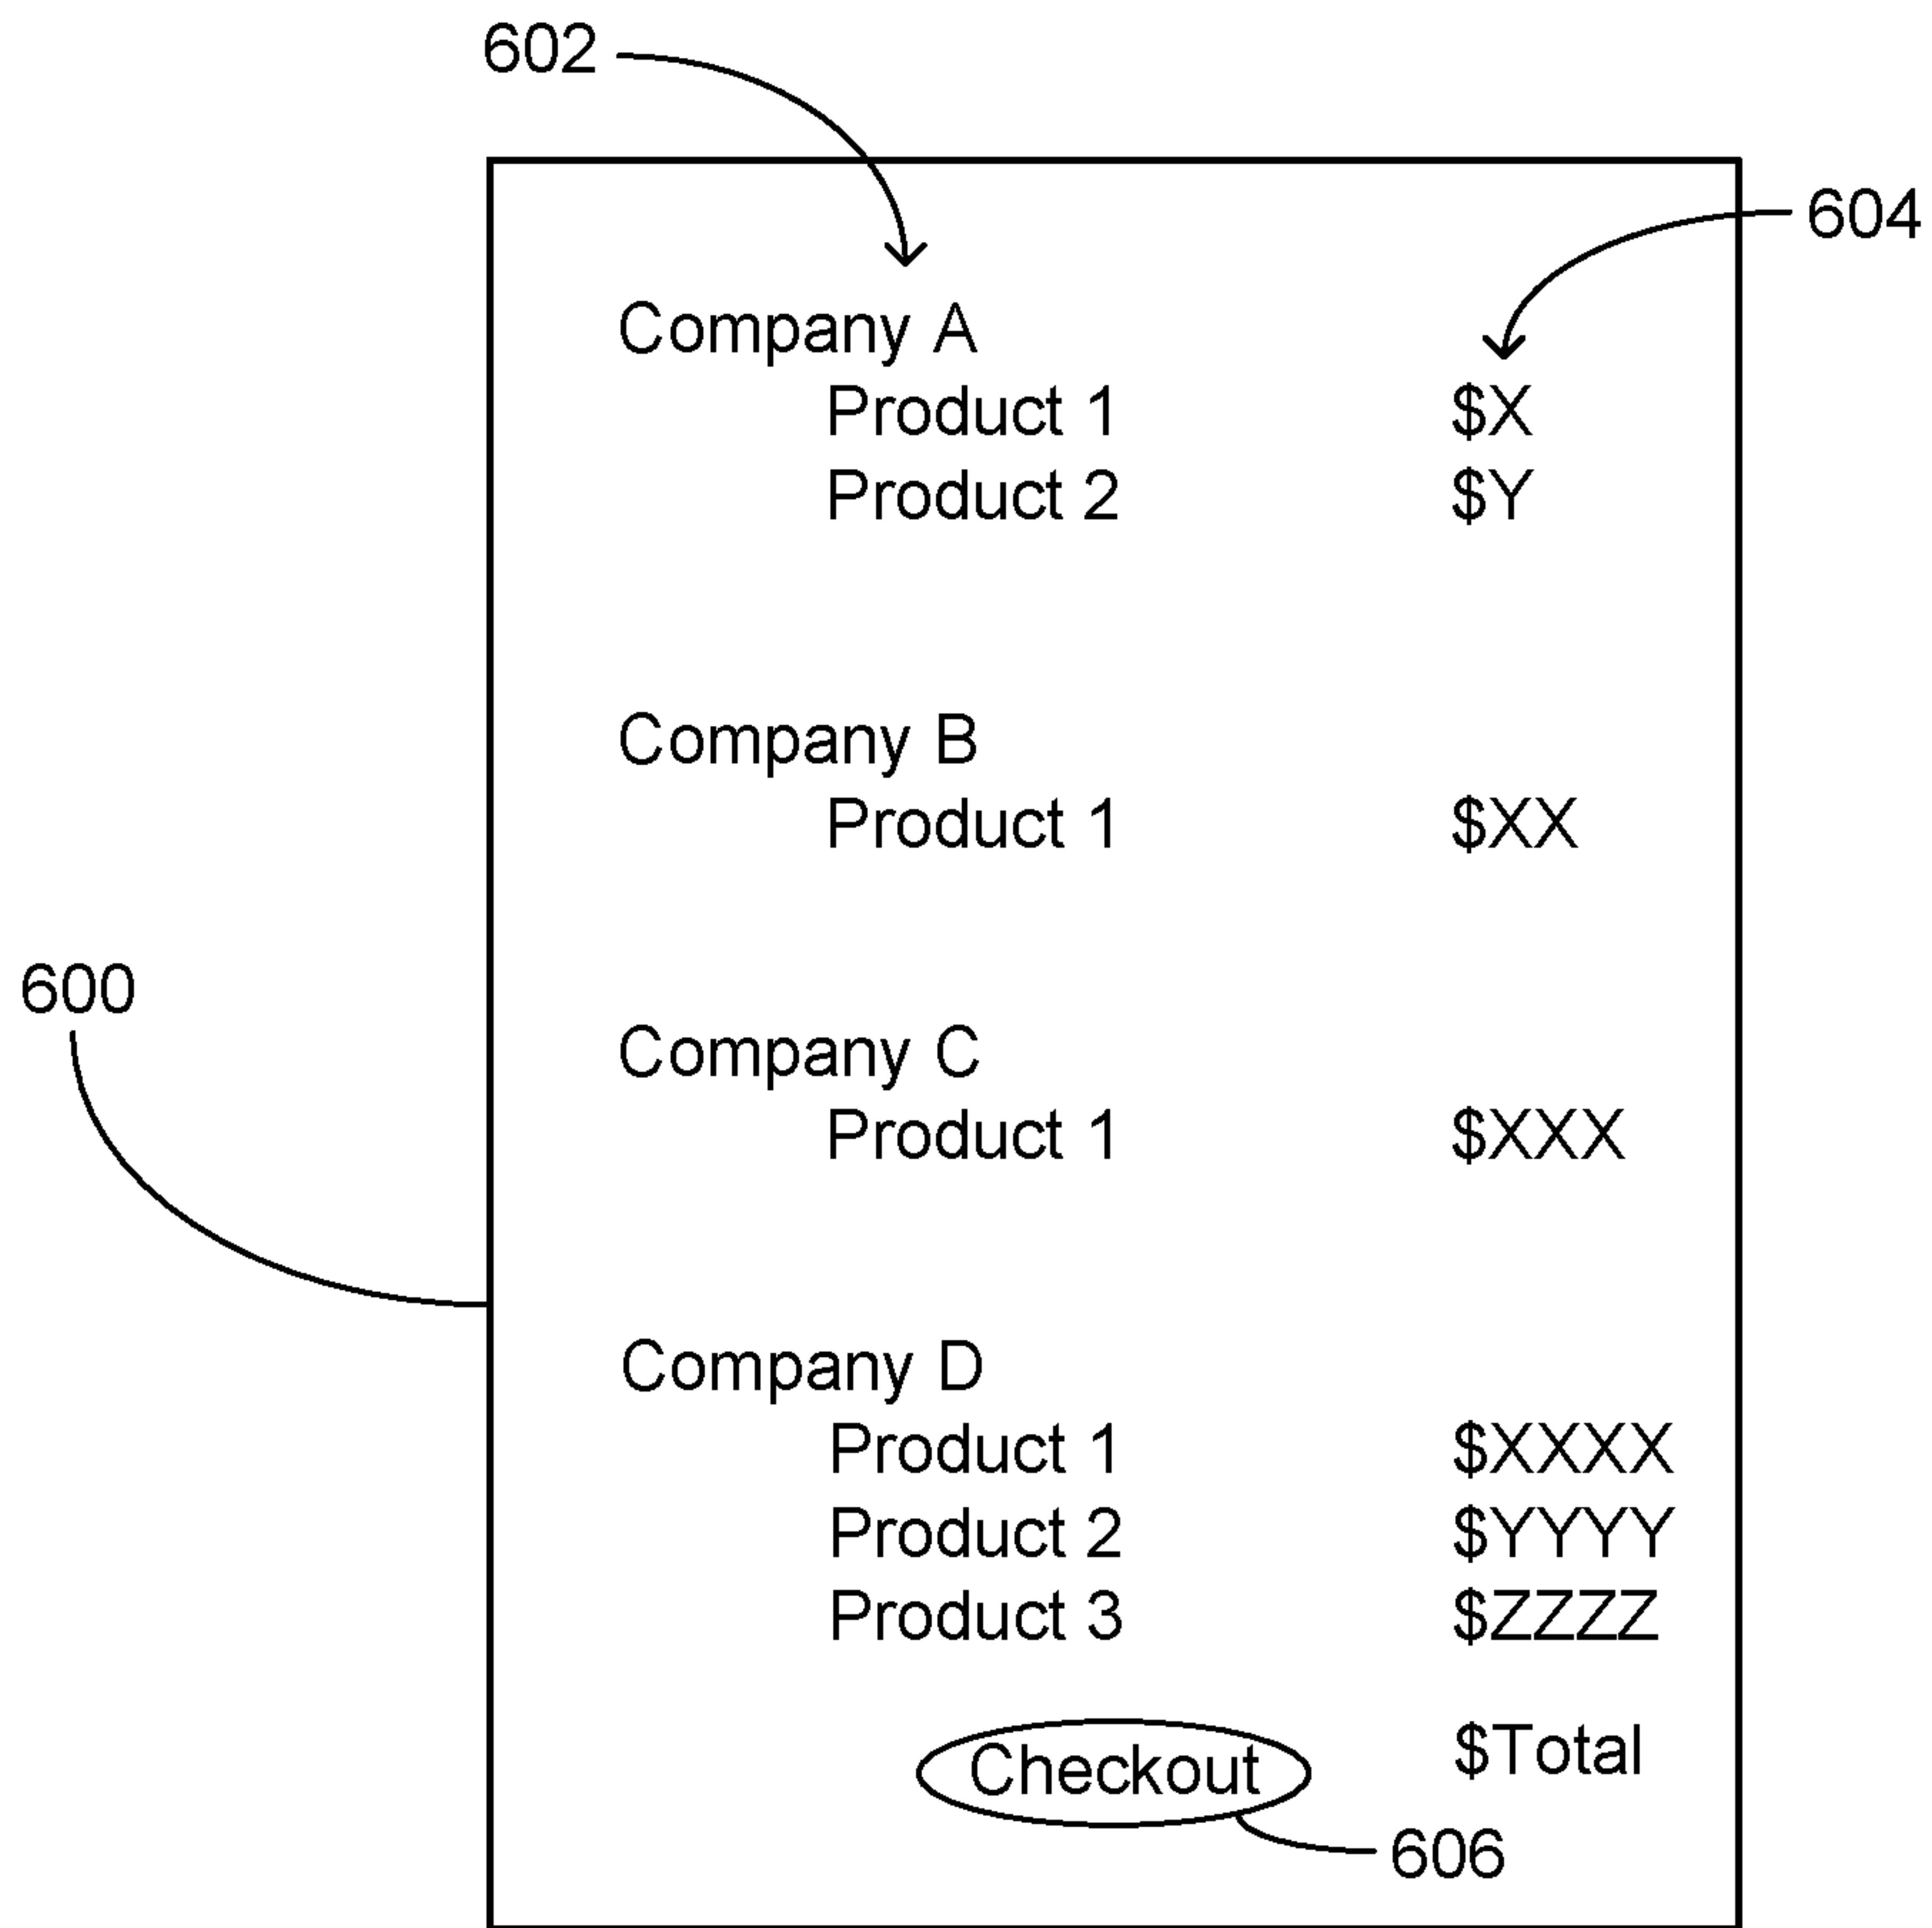 602
604
Company A
Product 1 $X
Product 2 $Y
Company B
Product 1 $XX
600
Company C
Product 1 $XXX
Company D
Product 1 $XXXX
Product 2 $YYYY
Product 3 $ZZZZ
Checkout $Total
606